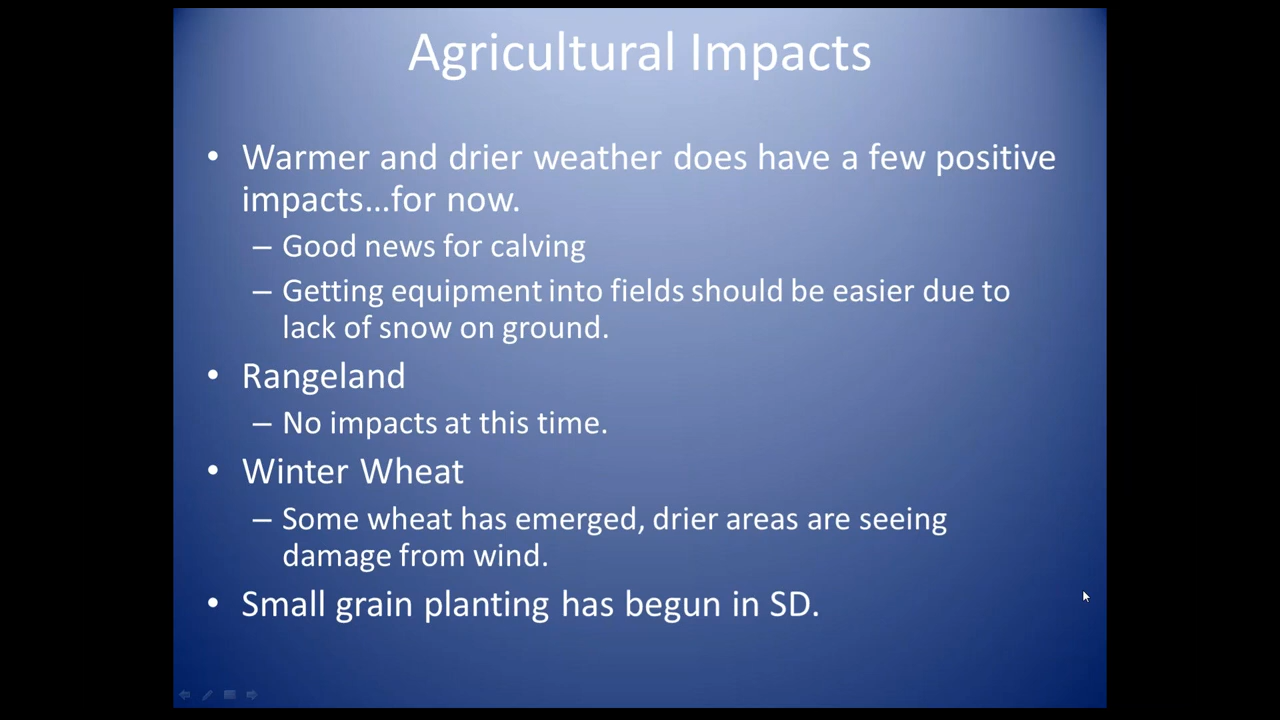 Agricultural Impacts
• Warmer and drier weather does have a few positive
impacts...for now.
– Good news for calving
– Getting equipment into fields should be easier due to
lack of snow on ground.
• Rangeland
– No impacts at this time.
• Winter Wheat
– Some wheat has emerged, drier areas are seeing
damage from wind.
• Small grain planting has begun in SD.